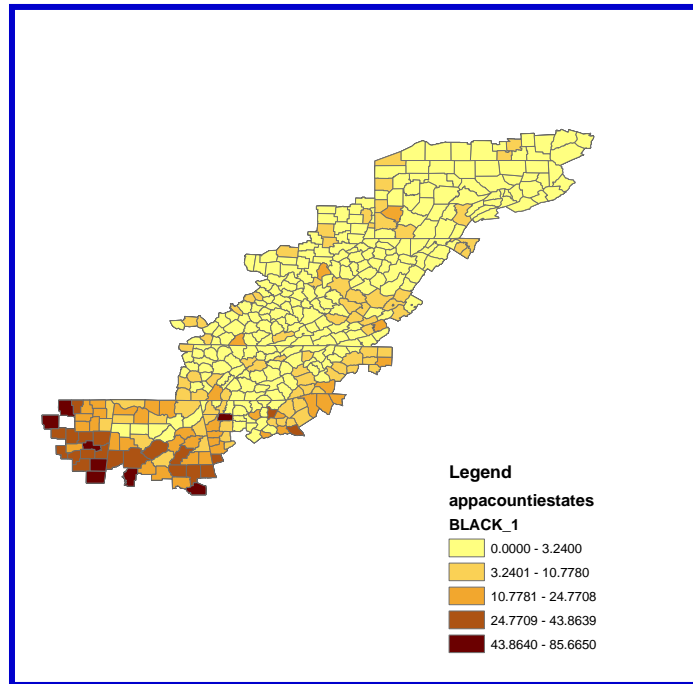 Legend
appacountiestates
BLACK_1
0.0000 - 3.2400
3.2401 - 10.7780
10.7781 - 24.7708
24.7709 - 43.8639
43.8640 - 85.6650